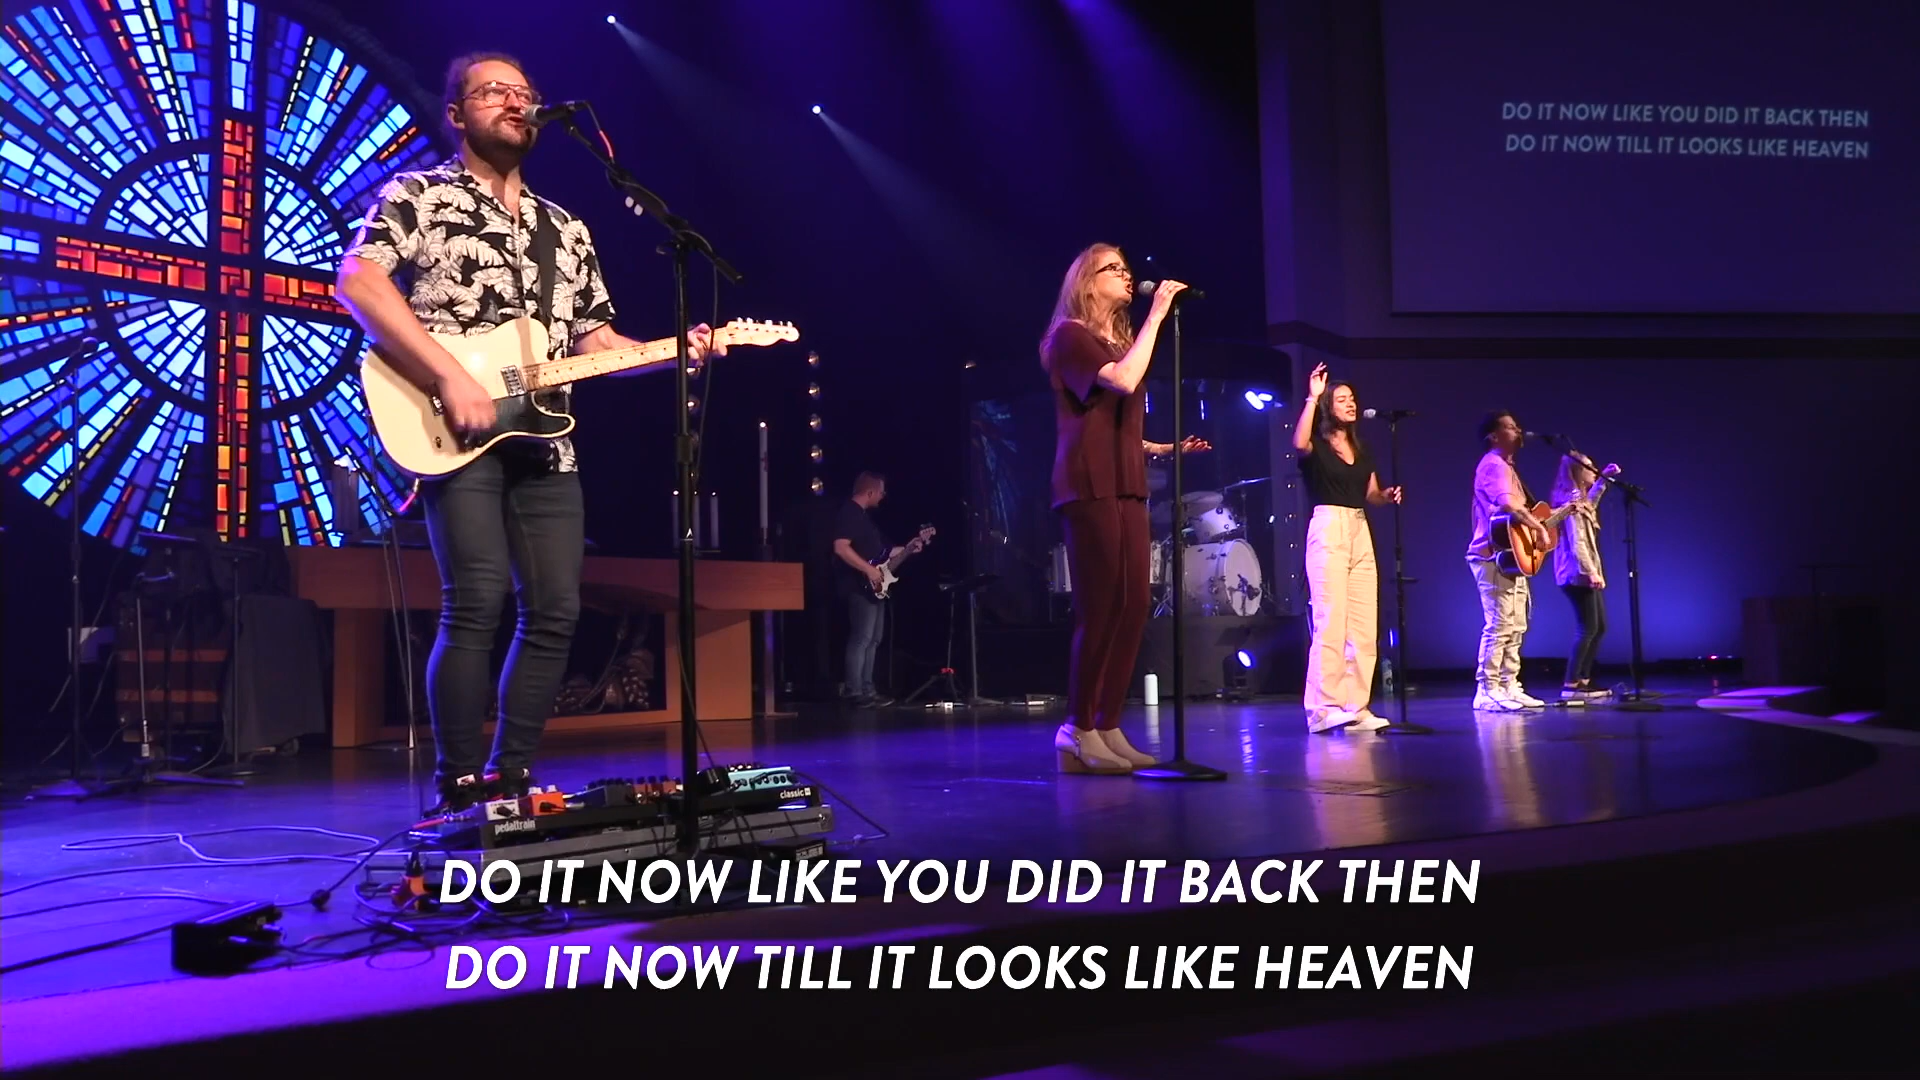 DO IT NOW LIKE YOU DID IT BACK THEN
DO IT NOW TILL IT LOOKS LIKE HEAVEN
classic
pedaltrain
DO IT NOW LIKE YOU DID IT BACK THEN
DO IT NOW TILL IT LOOKS LIKE HEAVEN